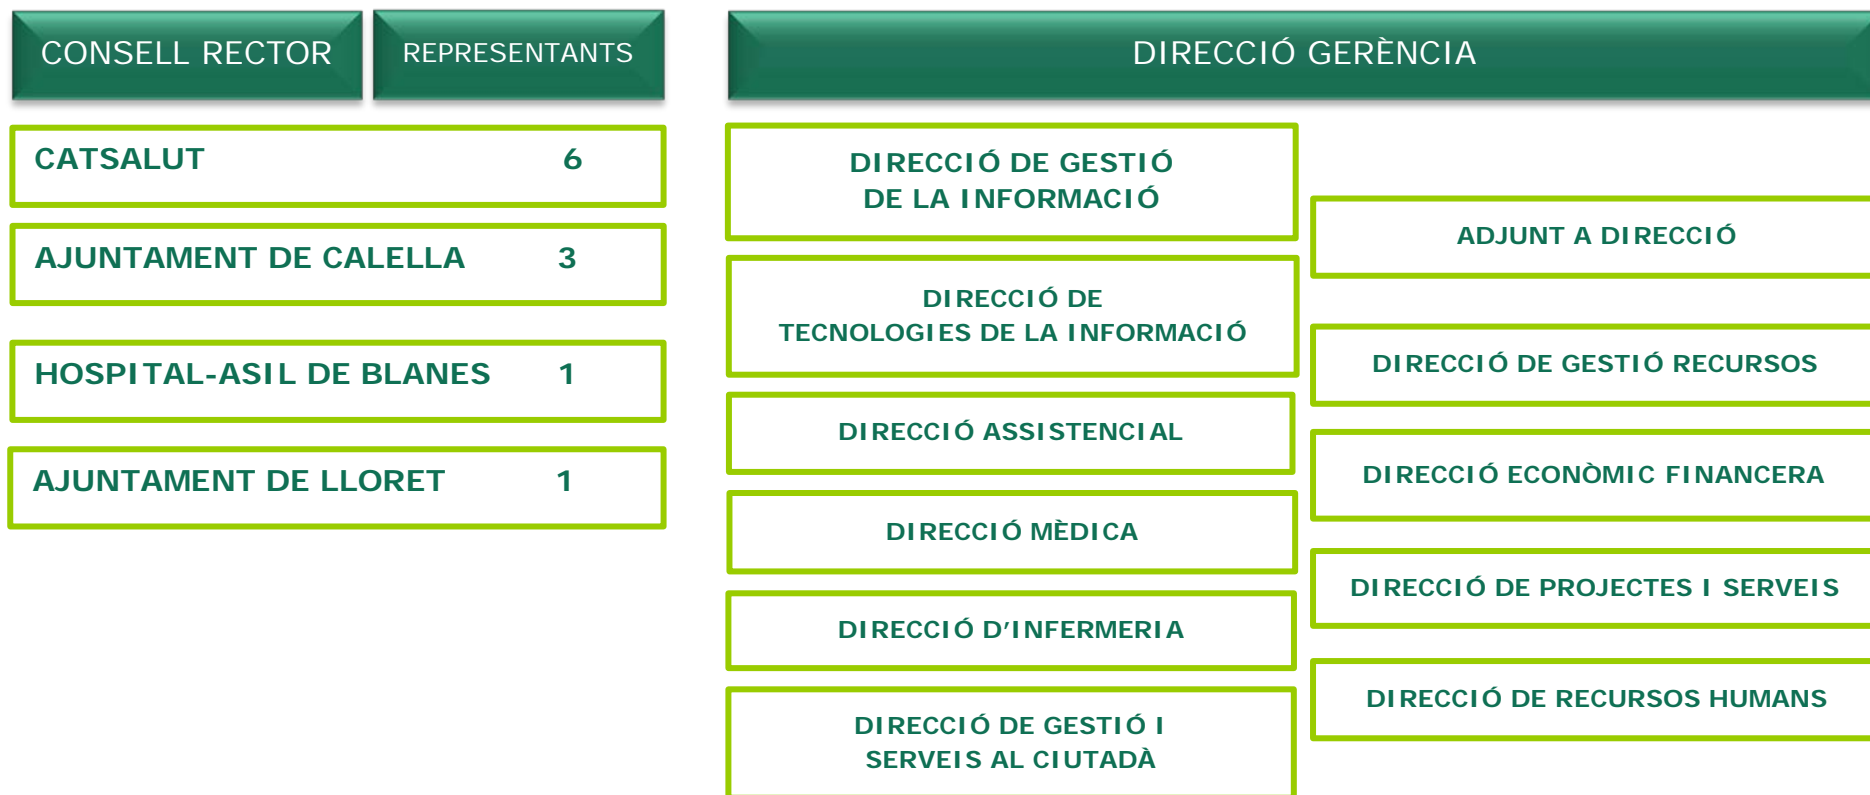 CONSELL RECTOR
REPRESENTANTS
CATSALUT 6
AJUNTAMENT DE CALELLA 3
HOSPITAL-ASIL DE BLANES 1
AJUNTAMENT DE LLORET 1
DIRECCIÓ GERÈNCIA
DIRECCIÓ DE GESTIÓ
DE LA INFORMACIÓ
DIRECCIÓ DE
TECNOLOGIES DE LA INFORMACIÓ
DIRECCIÓ ASSISTENCIAL
DIRECCIÓ MÈDICA
DIRECCIÓ D’INFERMERIA
DIRECCIÓ DE GESTIÓ I
SERVEIS AL CIUTADÀ
ADJUNT A DIRECCIÓ
DIRECCIÓ DE GESTIÓ RECURSOS
DIRECCIÓ ECONÒMIC FINANCERA
DIRECCIÓ DE PROJECTES I SERVEIS
DIRECCIÓ DE RECURSOS HUMANS